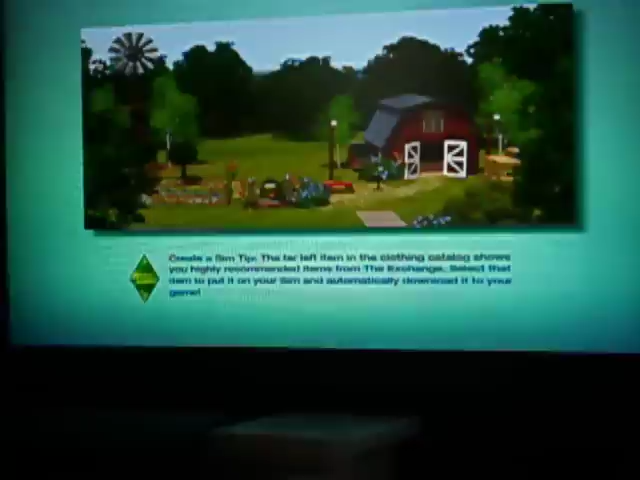 Create a Sim Tip: The far left item in the clothing catalog shows
you highly recommended items from The Exchange. Select that
item to put it on your Sim and automatically download it to your
game!